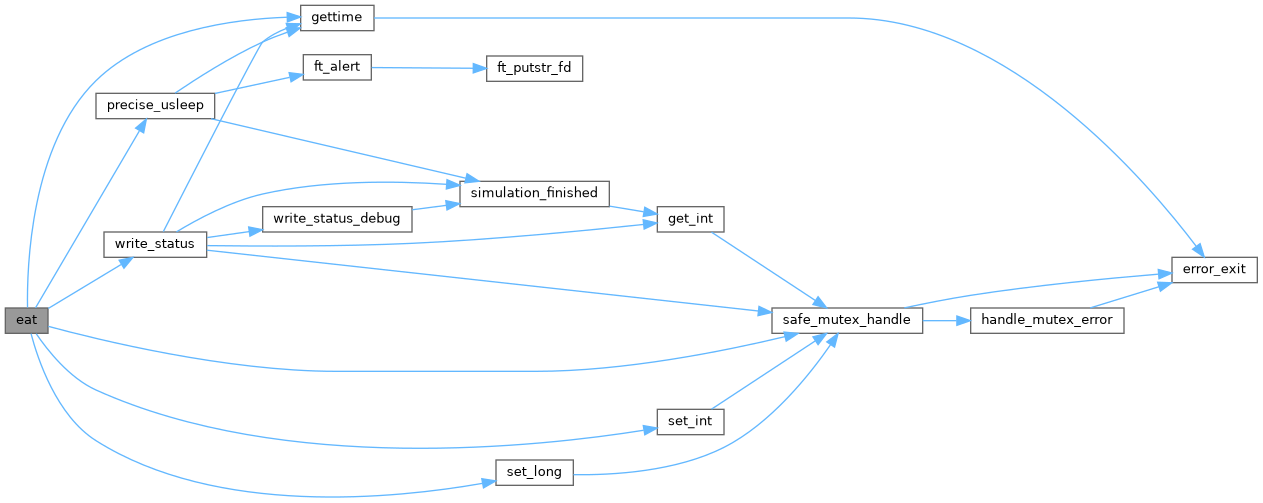 gettime
ft_alert
ft_putstr_fd
precise_usleep
simulation_finished
write_status_debug
get_int
write_status
error_exit
eat
safe_mutex_handle
handle_mutex_error
set_int
set_long